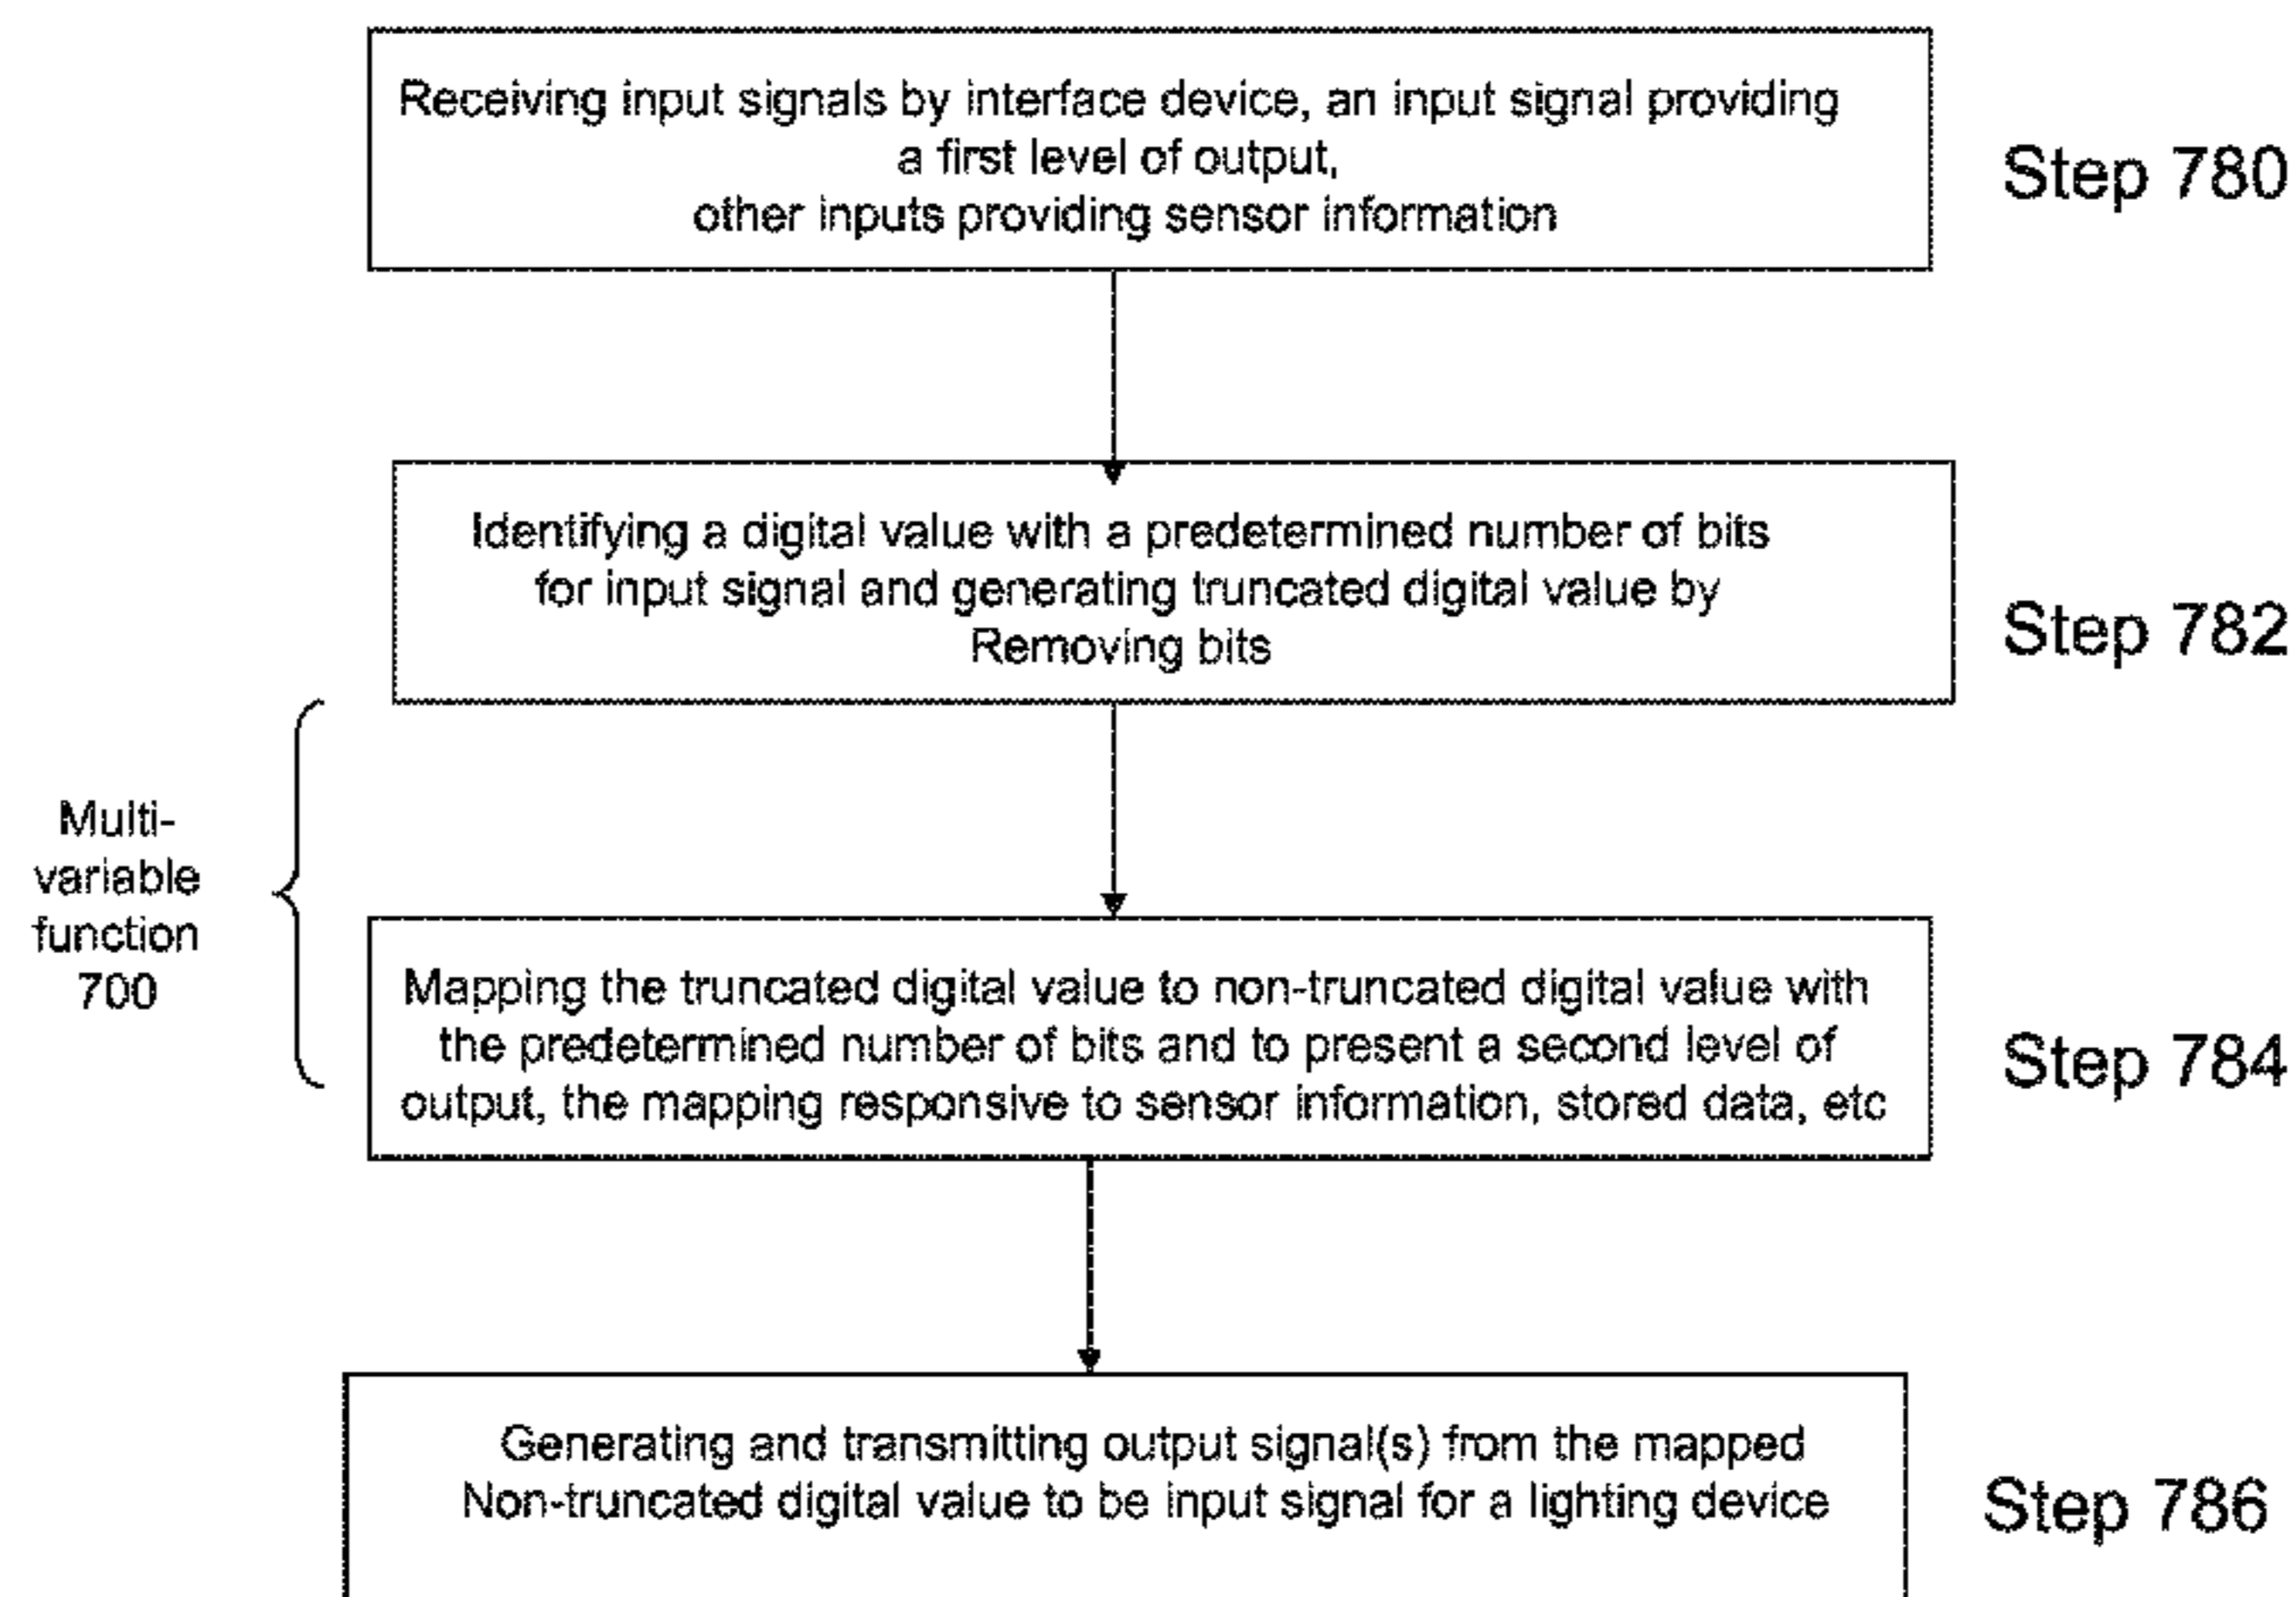 Receiving input signals by interface device, an input signal providing
a first level of output,
other inputs providing sensor information
Step 780
Identifying a digital value with a predetermined number of bits
for input signal and generating truncated digital value by
Removing bits
Step 782
Multi-
variable
function
700
Mapping the truncated digital value to non-truncated digital value with
the predetermined number of bits and to present a second level of
output, the mapping responsive to sensor information, stored data, etc
Step 784
Generating and transmitting output signal(s) from the mapped
Non-truncated digital value to be input signal for a lighting device
Step 786